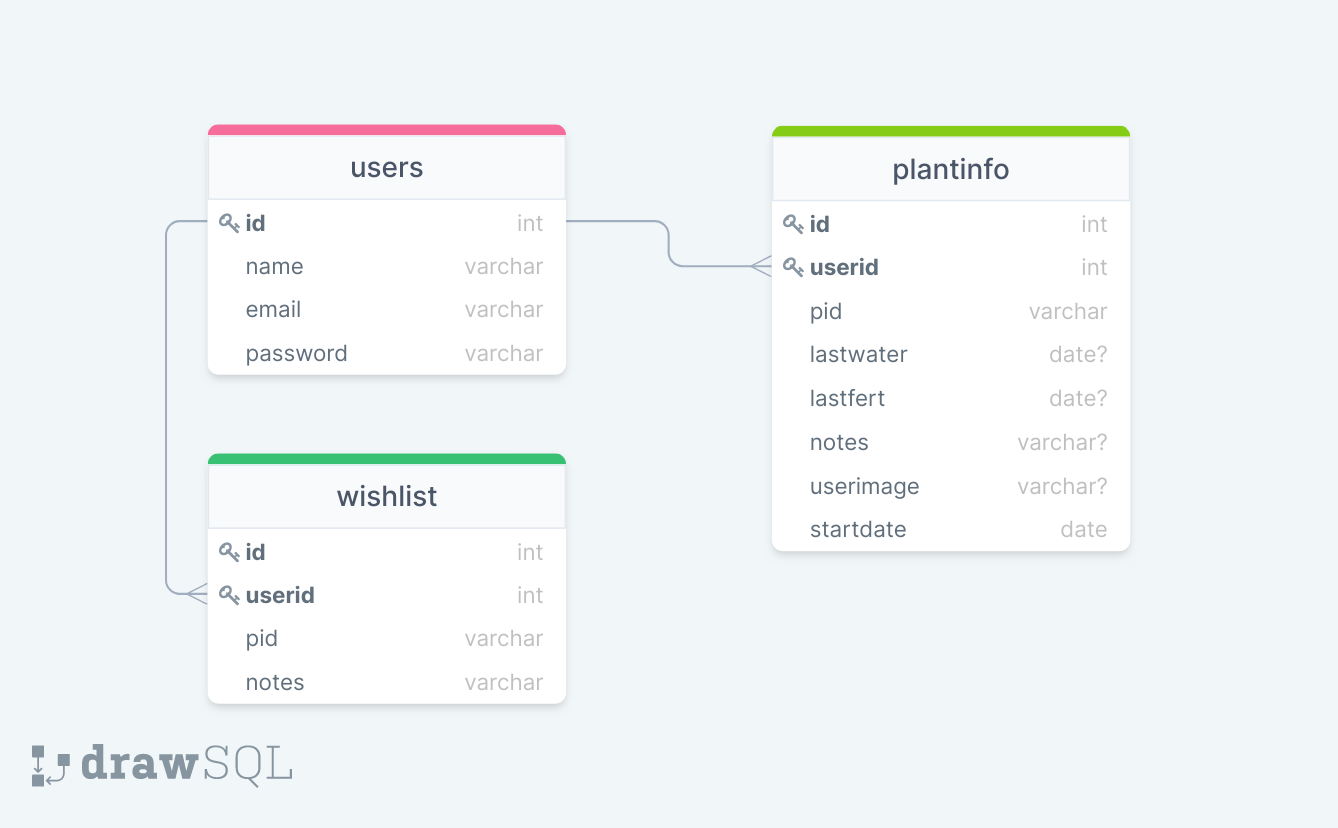 users
id int
name varchar
email varchar
password varchar
plantinfo
id int
userid int
pid varchar
lastwater date?
lastfert date?
notes varchar?
userimage varchar?
startdate date
wishlist
id int
userid int
pid varchar
notes varchar
drawSQL